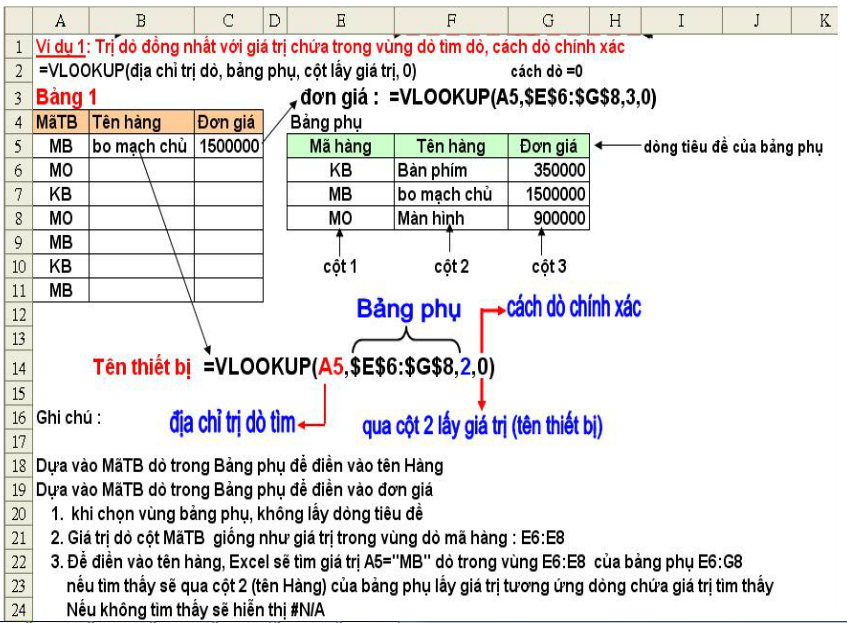 A B C D E F G H I J K
1 Ví dụ 1: Trị dò đồng nhất với giá trị chứa trong vùng dò tìm dò, cách dò chính xác
2 =VLOOKUP(địa chỉ trị dò, bảng phụ, cột lấy giá trị, 0) cách dò =0
3 Bảng 1 đơn giá : =VLOOKUP(A5,$E$6:$G$8,3,0)
4 MãTB Tên hàng Đơn giá Bảng phụ
5 MB bo mạch chủ 1500000 Mã hàng Tên hàng Đơn giá dòng tiêu đề của bảng phụ
6 MO KB Bàn phím 350000
7 KB MB bo mạch chủ 1500000
8 MO MO Màn hình 900000
9 MB
10 KB cột 1 cột 2 cột 3
11 MB
12 Bảng phụ cách dò chính xác
13
14 Tên thiết bị =VLOOKUP(A5,$E$6:$G$8,2,0)
15
16 Ghi chú : địa chỉ trị dò tìm qua cột 2 lấy giá trị (tên thiết bị)
17
18 Dựa vào MãTB dò trong Bảng phụ để điền vào tên Hàng
19 Dựa vào MãTB dò trong Bảng phụ để điền vào đơn giá
20 1. khi chọn vùng bảng phụ, không lấy dòng tiêu đề
21 2. Giá trị dò cột MãTB giống như giá trị trong vùng dò mã hàng : E6:E8
22 3. Để điền vào tên hàng, Excel sẽ tìm giá trị A5="MB" dò trong vùng E6:E8 của bảng phụ E6:G8
23 nếu tìm thấy sẽ qua cột 2 (tên Hàng) của bảng phụ lấy giá trị tương ứng dòng chứa giá trị tìm thấy
24 Nếu không tìm thấy sẽ hiễn thị #N/A